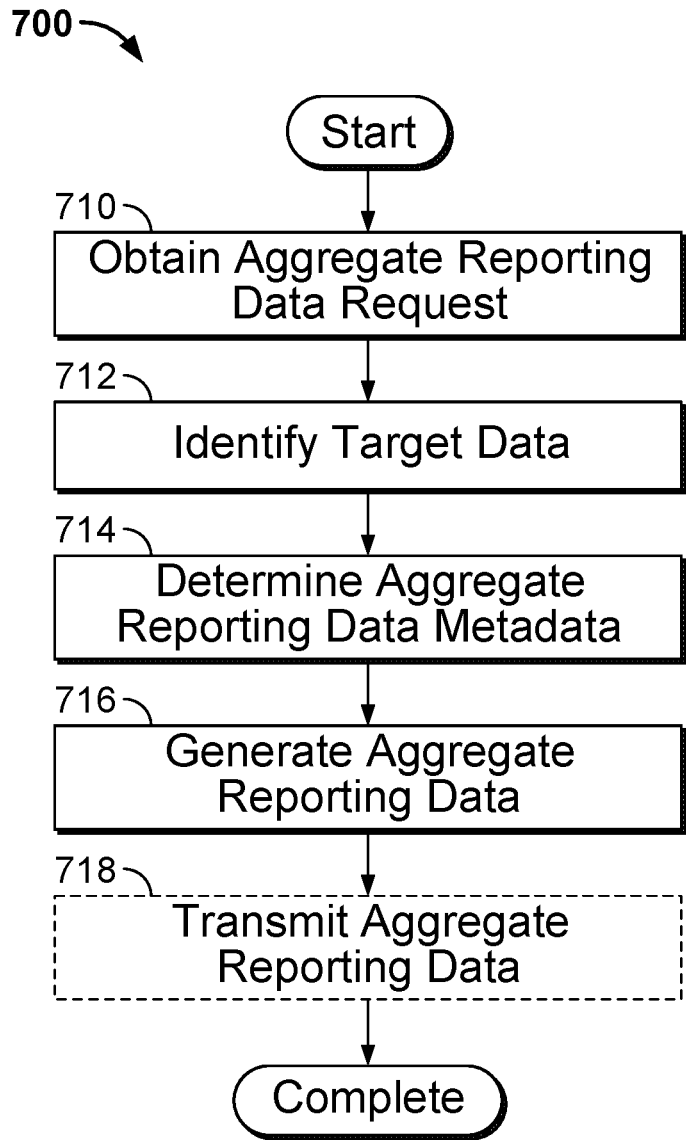 700
Start
710
Obtain Aggregate Reporting
Data Request
712
Identify Target Data
714
Determine Aggregate
Reporting Data Metadata
716
Generate Aggregate
Reporting Data
718
Transmit Aggregate
Reporting Data
Complete